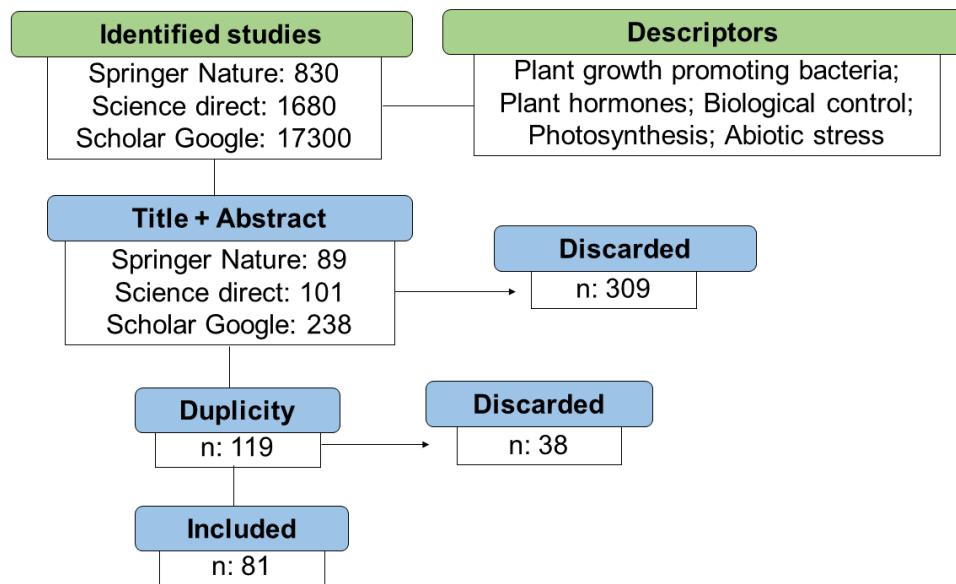 Identified studies
Springer Nature: 830
Science direct: 1680
Scholar Google: 17300
Descriptors
Plant growth promoting bacteria;
Plant hormones; Biological control;
Photosynthesis; Abiotic stress
Title + Abstract
Springer Nature: 89
Science direct: 101
Scholar Google: 238
Discarded
n: 309
Duplicity
n: 119
Discarded
n: 38
Included
n: 81